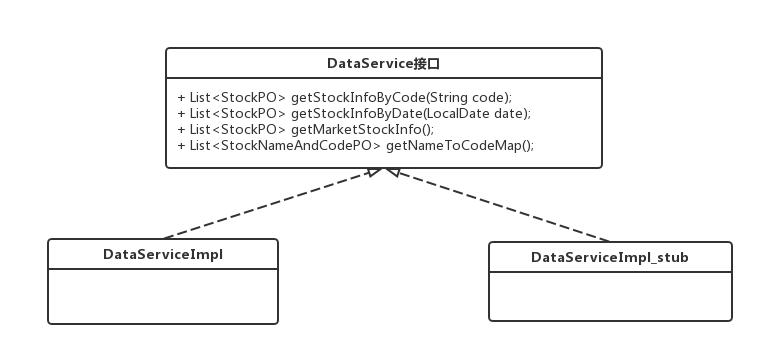 DataService接口
+ List<StockPO> getStockInfoByCode(String code);
+ List<StockPO> getStockInfoByDate(LocalDate date);
+ List<StockPO> getMarketStockInfo();
+ List<StockNameAndCodePO> getNameToCodeMap();
DataServiceImpl
DataServiceImpl_stub